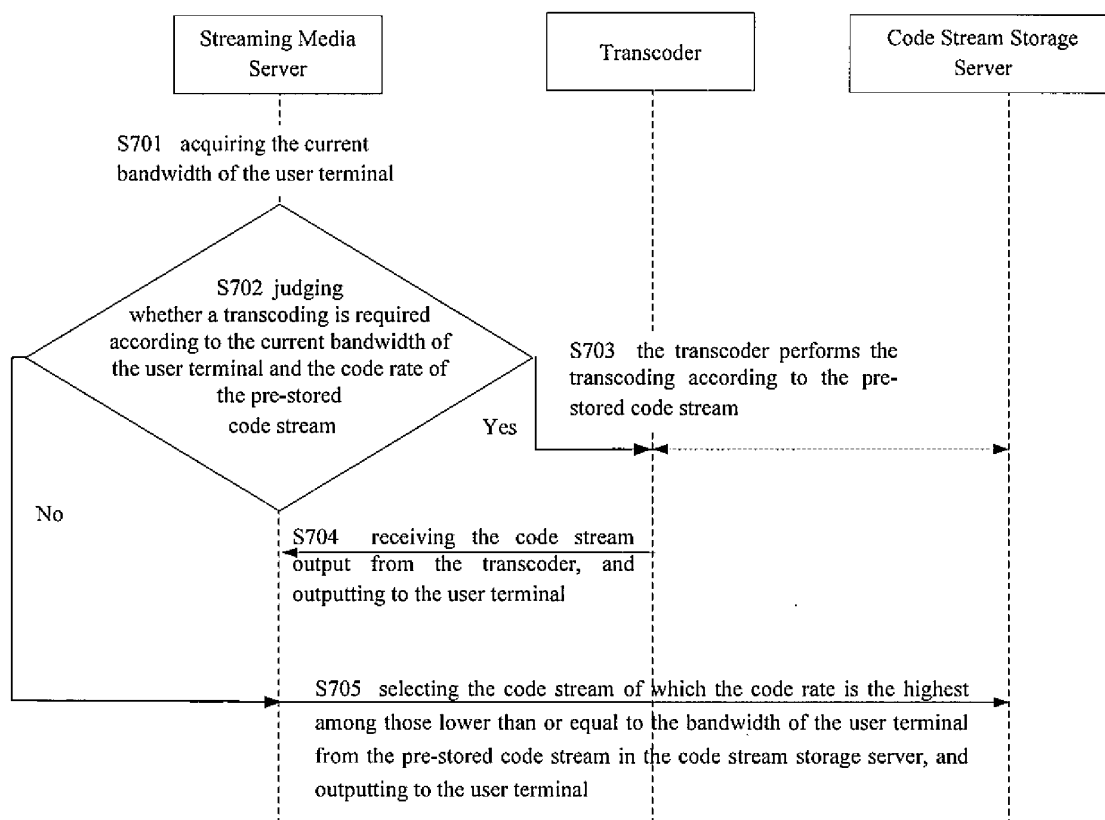 Streaming Media
Server
Transcoder
Code Stream Storage
Server
S701 acquiring the current
bandwidth of the user terminal
S702 judging
whether a transcoding is required
according to the current bandwidth of
the user terminal and the code rate of
the pre-stored
code stream
Yes
No
S703 the transcoder performs the
transcoding according to the pre-
stored code stream
S704 receiving the code stream
output from the transcoder, and
outputting to the user terminal
S705 selecting the code stream of which the code rate is the highest
among those lower than or equal to the bandwidth of the user terminal
from the pre-stored code stream in the code stream storage server, and
outputting to the user terminal